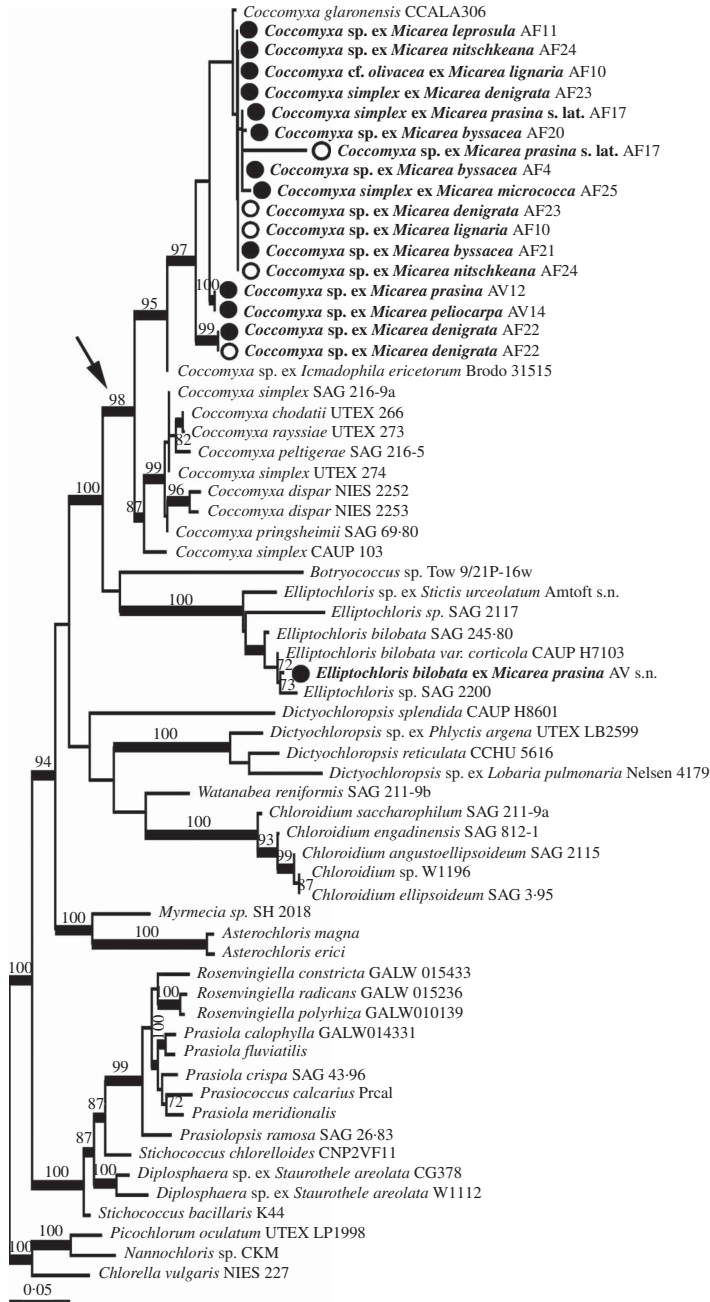 Coccomyxa glaronensis CCALA306
Coccomyxa sp. ex Micarea leprosula AF11
Coccomyxa sp. ex Micarea nitschkeana AF24
Coccomyxa cf. olivacea ex Micarea lignaria AF10
Coccomyxa simplex ex Micarea denigrata AF23
Coccomyxa simplex ex Micarea prasina s. lat. AF17
Coccomyxa sp. ex Micarea byssacea AF20
Coccomyxa sp. ex Micarea prasina s. lat. AF17
Coccomyxa sp. ex Micarea byssacea AF4
Coccomyxa simplex ex Micarea micrococca AF25
Coccomyxa sp. ex Micarea denigrata AF23
Coccomyxa sp. ex Micarea lignaria AF10
97
Coccomyxa sp. ex Micarea byssacea AF21
Coccomyxa sp. ex Micarea nitschkeana AF24
100
Coccomyxa sp. ex Micarea prasina AV12
95
Coccomyxa sp. ex Micarea peliocarpa AV14
99
Coccomyxa sp. ex Micarea denigrata AF22
Coccomyxa sp. ex Micarea denigrata AF22
Coccomyxa sp. ex Icmadophila ericetorum Brodo 31515
98
Coccomyxa simplex SAG 216-9a
Coccomyxa chodatii UTEX 266
Coccomyxa rayssiae UTEX 273
82
Coccomyxa peltigerae SAG 216-5
99
Coccomyxa simplex UTEX 274
100
96
Coccomyxa dispar NIES 2252
87
Coccomyxa dispar NIES 2253
Coccomyxa pringsheimii SAG 69·80
Coccomyxa simplex CAUP 103
Botryococcus sp. Tow 9/21P-16w
100
Elliptochloris sp. ex Stictis urceolatum Amtoft s.n.
Elliptochloris sp. SAG 2117
Elliptochloris bilobata SAG 245·80
Elliptochloris bilobata var. corticola CAUP H7103
72
Elliptochloris bilobata ex Micarea prasina AV s.n.
73
Elliptochloris sp. SAG 2200
Dictyochloropsis splendida CAUP H8601
100
Dictyochloropsis sp. ex Phlyctis argena UTEX LB2599
Dictyochloropsis reticulata CCHU 5616
94
Dictyochloropsis sp. ex Lobaria pulmonaria Nelsen 4179
Watanabea reniformis SAG 211-9b
Chloroidium saccharophilum SAG 211-9a
100
Chloroidium engadinensis SAG 812-1
93
Chloroidium angustoellipsoideum SAG 2115
99
Chloroidium sp. W1196
87
Chloroidium ellipsoideum SAG 3·95
Myrmecia sp. SH 2018
100
100
Asterochloris magna
Asterochloris erici
100
Rosenvingiella constricta GALW 015433
100
Rosenvingiella radicans GALW 015236
Rosenvingiella polyrhiza GALW010139
100
Prasiola calophylla GALW014331
Prasiola fluviatilis
99
Prasiola crispa SAG 43·96
Prasiococcus calcarius Prcal
72
Prasiola meridionalis
87
Prasiolopsis ramosa SAG 26·83
87
Stichococcus chlorelloides CNP2VF11
100
100
Diplosphaera sp. ex Staurothele areolata CG378
Diplosphaera sp. ex Staurothele areolata W1112
Stichococcus bacillaris K44
100
Picochlorum oculatum UTEX LP1998
100
Nannochloris sp. CKM
Chlorella vulgaris NIES 227
0·05